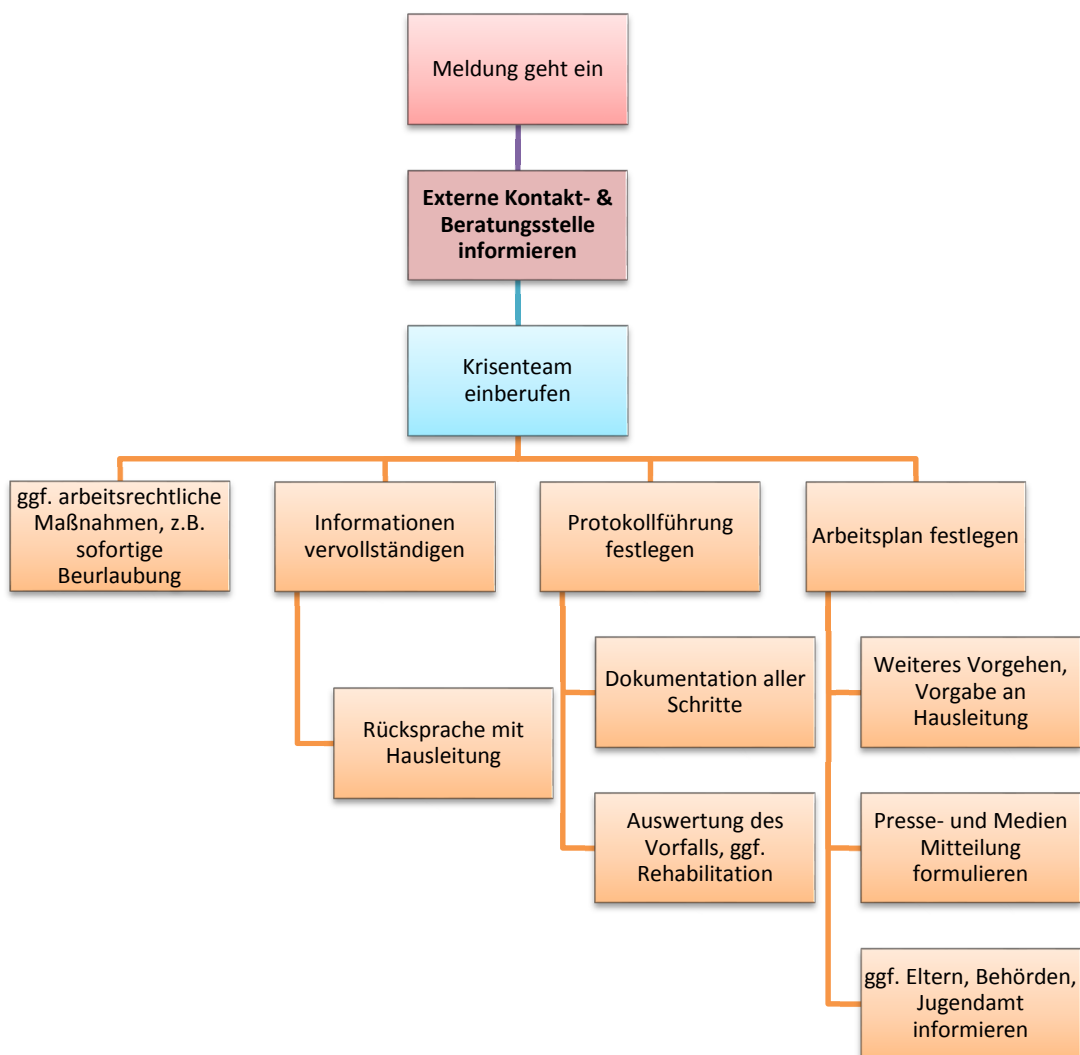 Meldung geht ein
Externe Kontakt- &
Beratungsstelle
informieren
Krisenteam
einberufen
ggf. arbeitsrechtliche
Maßnahmen, z.B.
sofortige
Beurlaubung
Informationen
vervollständigen
Rücksprache mit
Hausleitung
Protokollführung
festlegen
Dokumentation aller
Schritte
Auswertung des
Vorfalls, ggf.
Rehabilitation
Arbeitsplan festlegen
Weiteres Vorgehen,
Vorgabe an
Hausleitung
Presse- und Medien
Mitteilung
formulieren
ggf. Eltern, Behörden,
Jugendamt
informieren